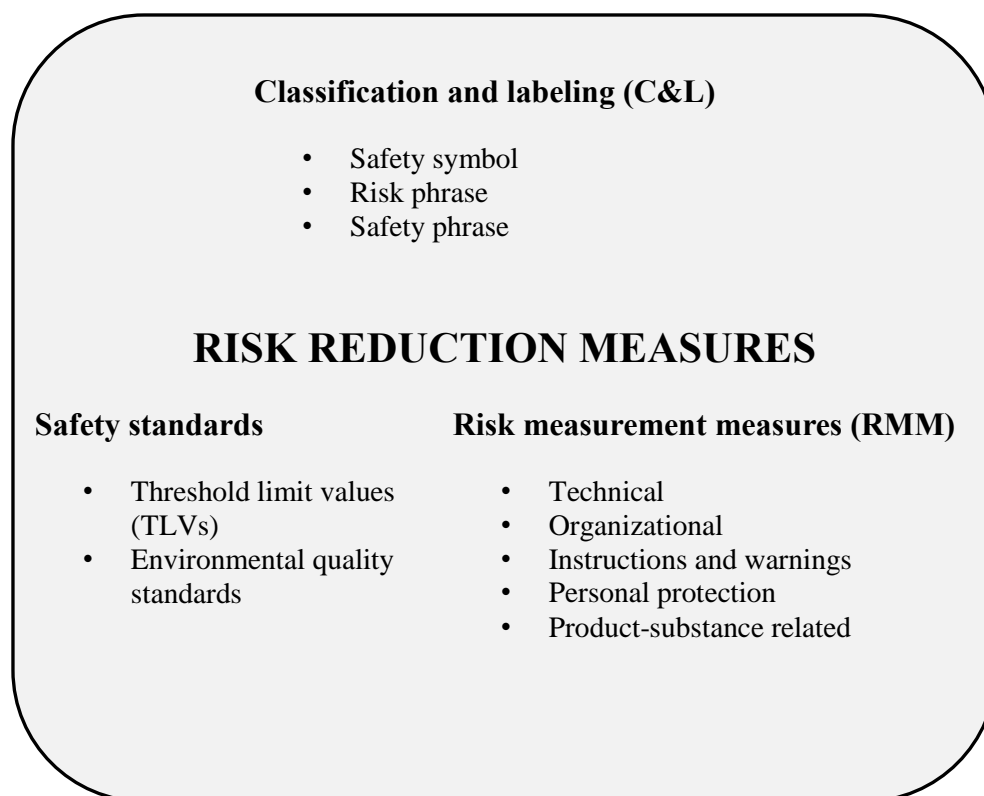 Classification and labeling (C&L)
• Safety symbol
• Risk phrase
• Safety phrase
RISK REDUCTION MEASURES
Safety standards
• Threshold limit values
(TLVs)
• Environmental quality
standards
Risk measurement measures (RMM)
• Technical
• Organizational
• Instructions and warnings
• Personal protection
• Product-substance related